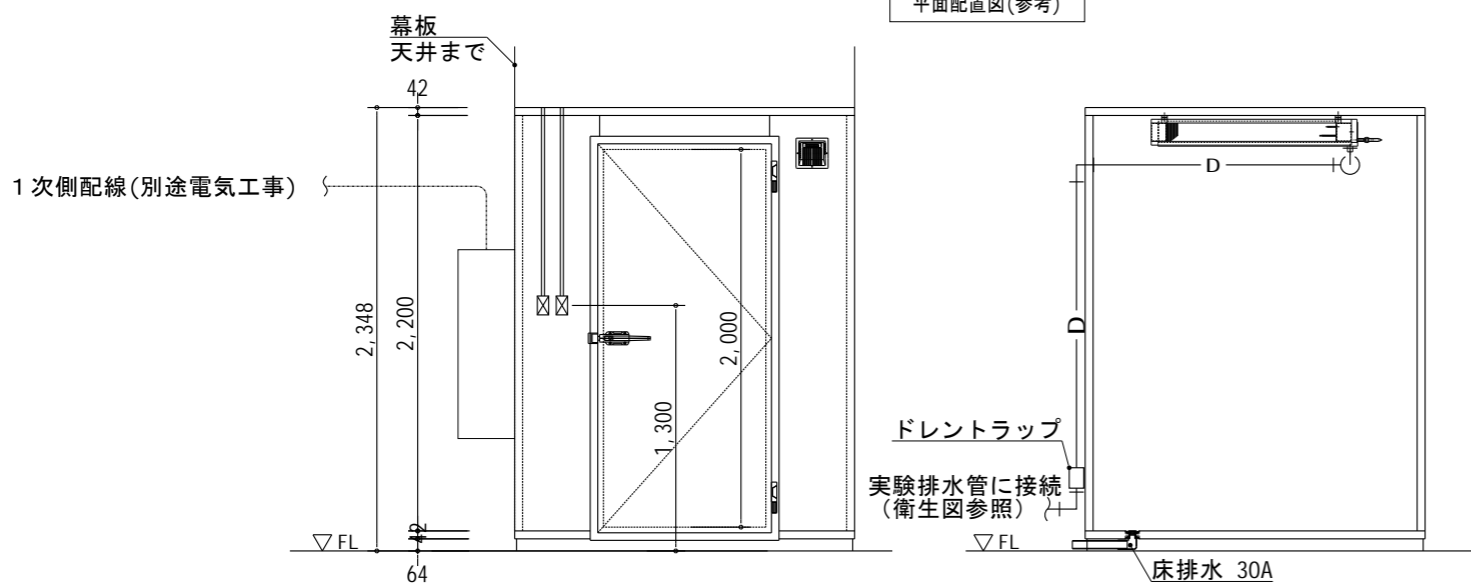 平面配置図(参考)
幕板
天井まで
42
1次側配線(別途電気工事)
2,348
2,200
2,000
1,300
D
D
ドレントラップ
実験排水管に接続
(衛生図参照)
42
▽FL
64
▽FL
床排水 30A